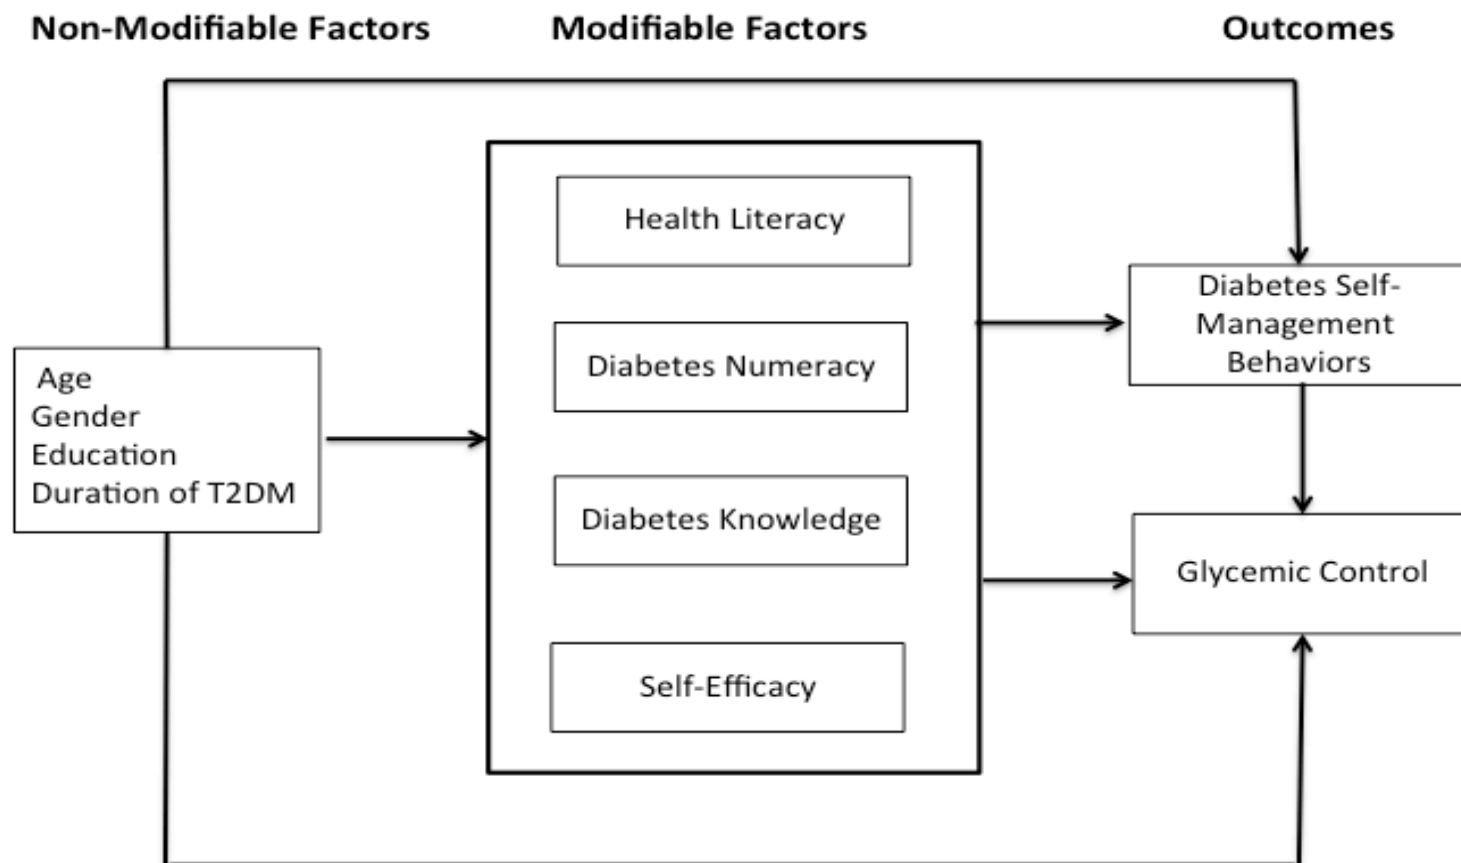 Non-Modifiable Factors
Modifiable Factors
Outcomes
Age
Gender
Education
Duration of T2DM
Health Literacy
Diabetes Numeracy
Diabetes Knowledge
Self-Efficacy
Diabetes Self-
Management
Behaviors
Glycemic Control